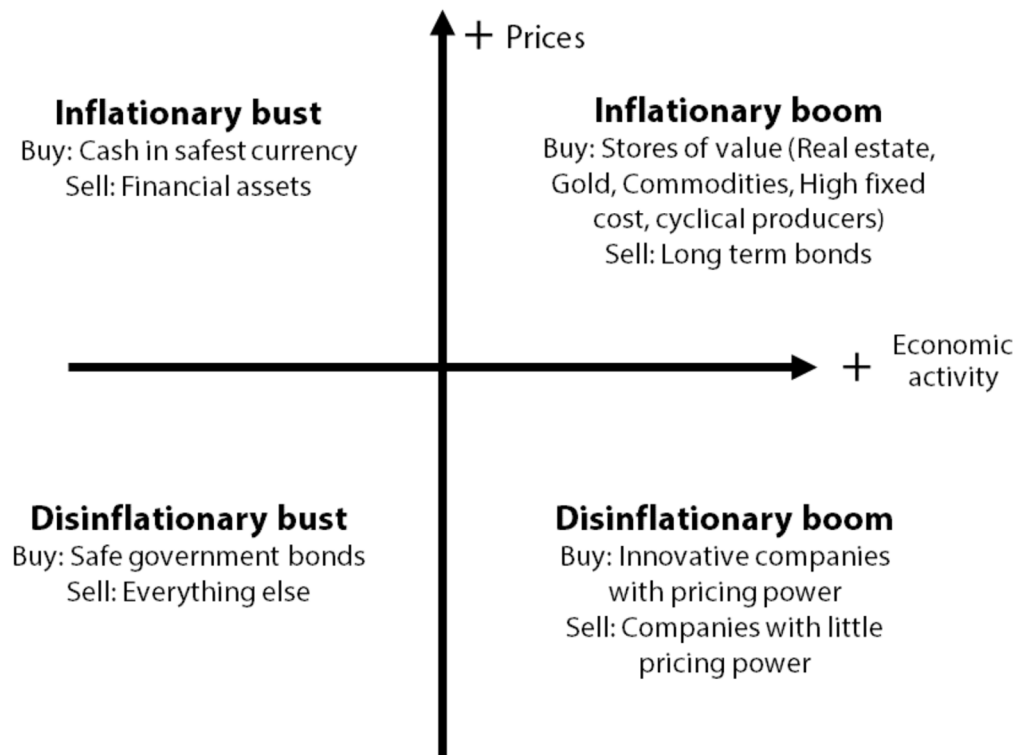 + Prices
Inflationary bust
Buy: Cash in safest currency
Sell: Financial assets
Inflationary boom
Buy: Stores of value (Real estate,
Gold, Commodities, High fixed
cost, cyclical producers)
Sell: Long term bonds
+ Economic
activity
Disinflationary bust
Buy: Safe government bonds
Sell: Everything else
Disinflationary boom
Buy: Innovative companies
with pricing power
Sell: Companies with little
pricing power